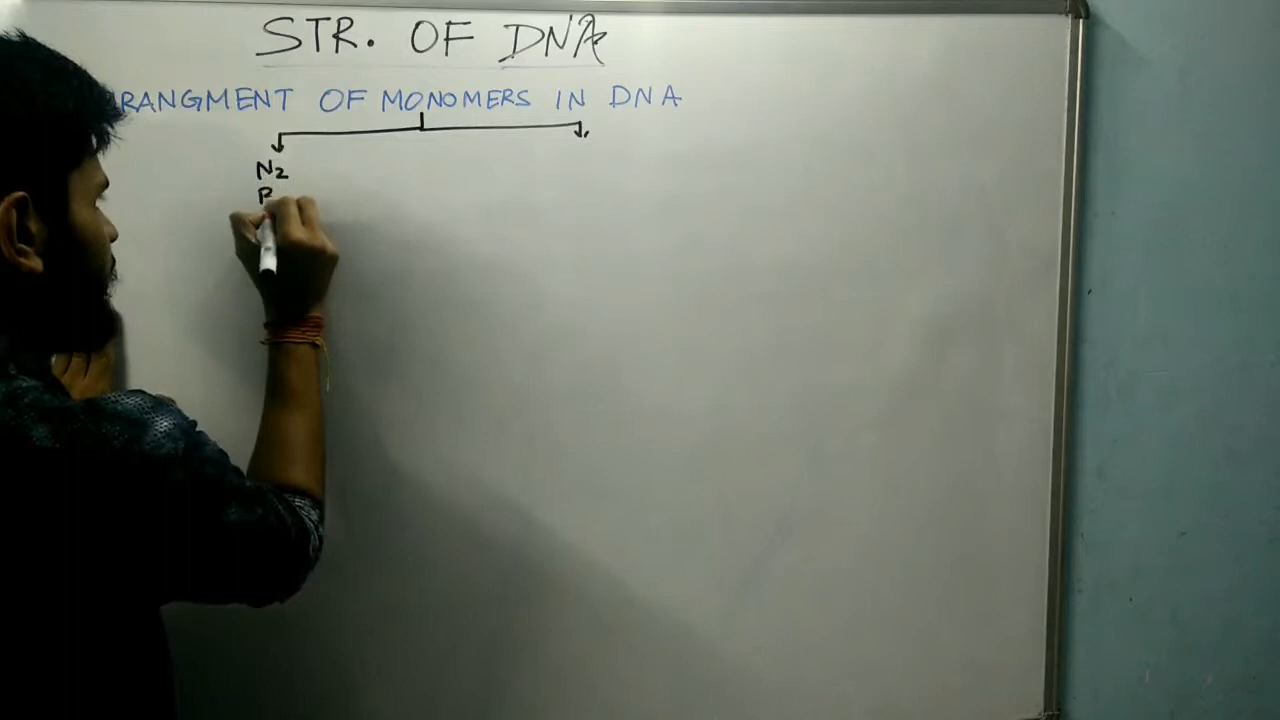 STR. OF DNA
RANGMENT OF MONOMERS IN DNA
N2
P